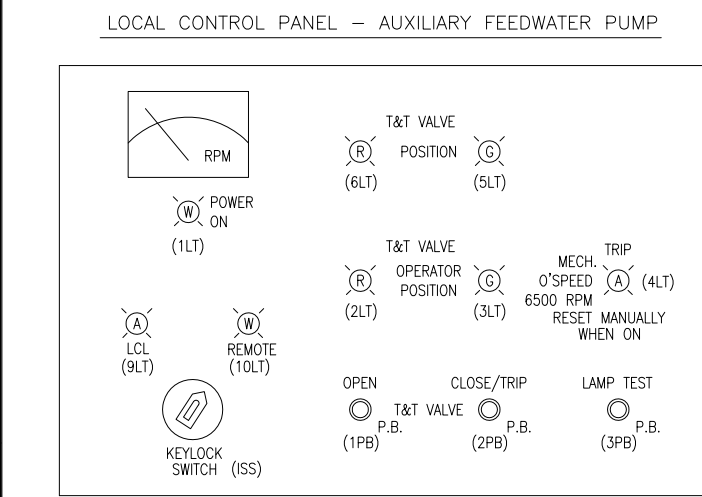 LOCAL CONTROL PANEL – AUXILIARY FEEDWATER PUMP
RPM
W POWER
ON
(1LT)
T&T VALVE
R POSITION G
(6LT) (5LT)
T&T VALVE
R OPERATOR G
POSITION
(2LT) (3LT)
TRIP
MECH.
O'SPEED A (4LT)
6500 RPM
RESET MANUALLY
WHEN ON
A W
LCL REMOTE
(9LT) (10LT)
KEYLOCK
SWITCH (ISS)
OPEN CLOSE/TRIP LAMP TEST
T&T VALVE
P.B. P.B. P.B.
(1PB) (2PB) (3PB)